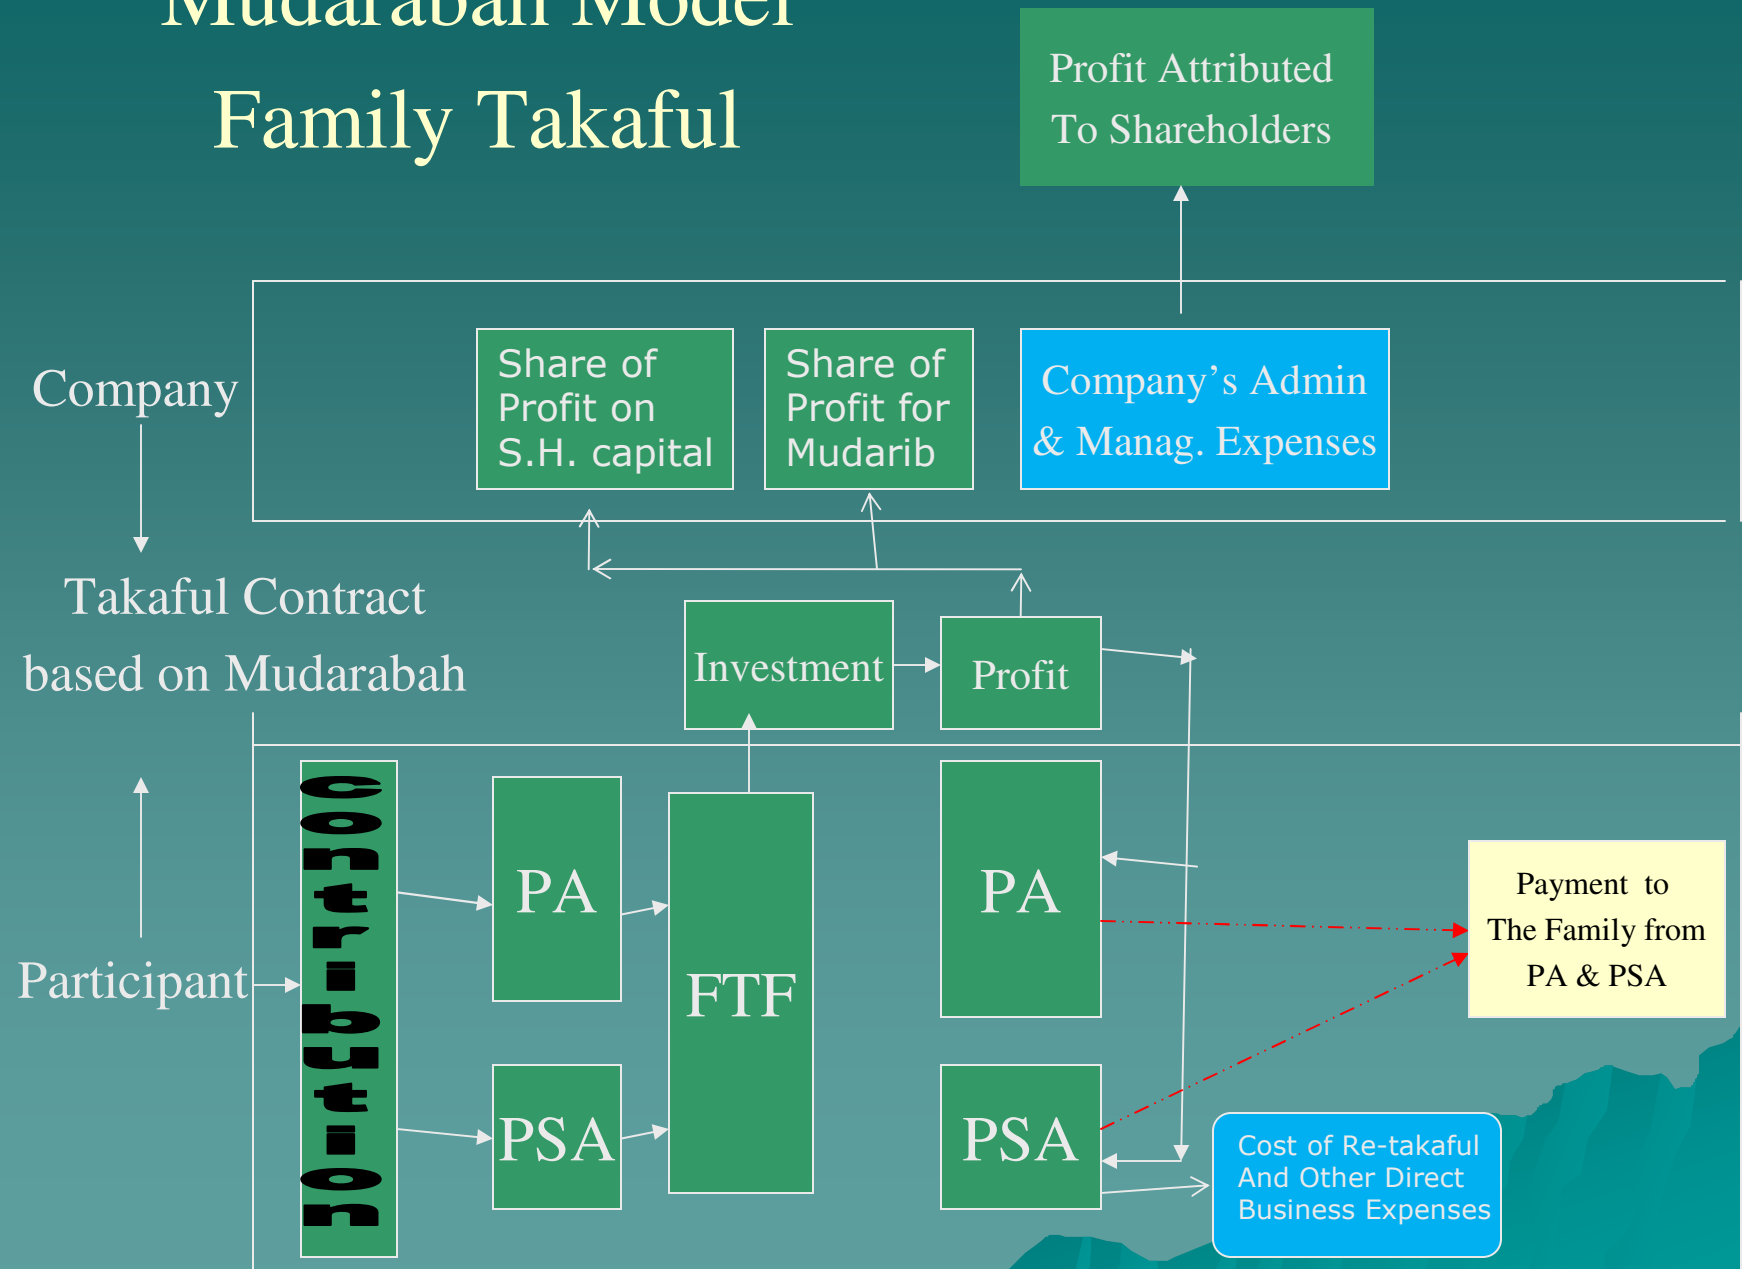 Mudarabah Model
Family Takaful
Profit Attributed
To Shareholders
Company
Share of
Profit on
S.H. capital
Share of
Profit for
Mudarib
Company’s Admin
& Manag. Expenses
Takaful Contract
based on Mudarabah
Investment
Profit
Participant
Contribution
PA
PSA
FTF
PA
PSA
Payment to
The Family from
PA & PSA
Cost of Re-takaful
And Other Direct
Business Expenses